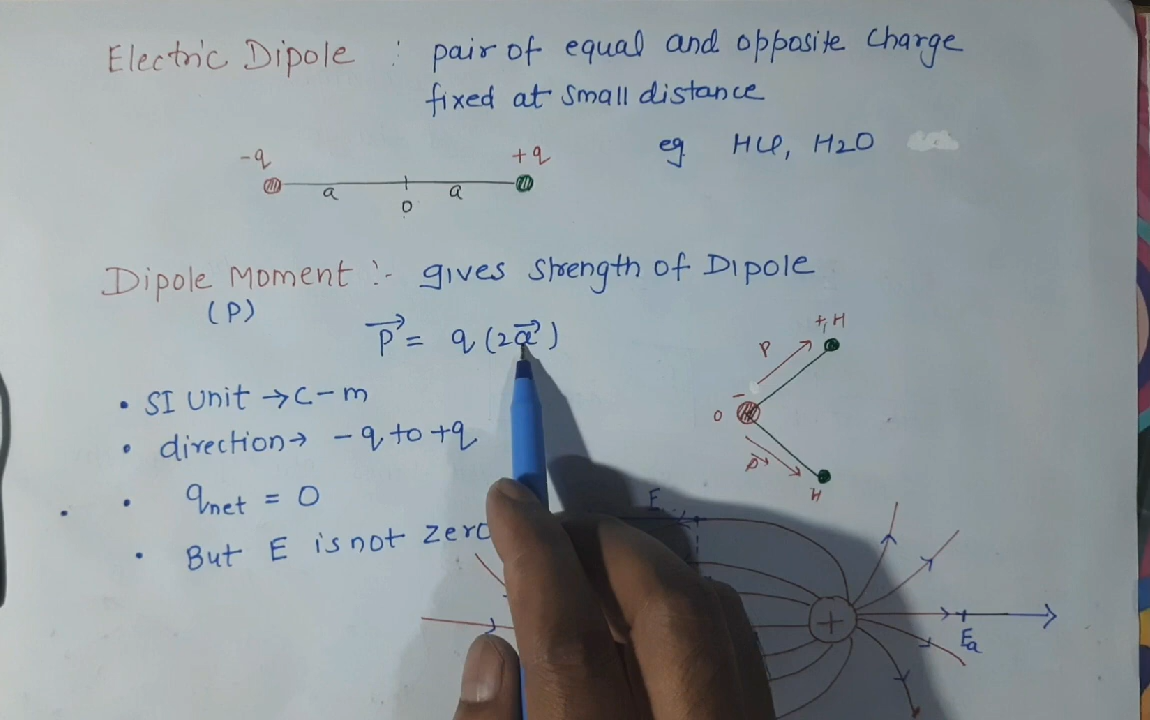 Electric Dipole : pair of equal and opposite charge
fixed at small distance
eg HCl, H2O
-q +q
a a
O
Dipole Moment :- gives strength of Dipole
(P)
P = q (2a)
+, H
P
-
O
P
H
• SI unit → C-m
• direction → -q to +q
• qnet = 0
• But E is not zero
E
+
Ea